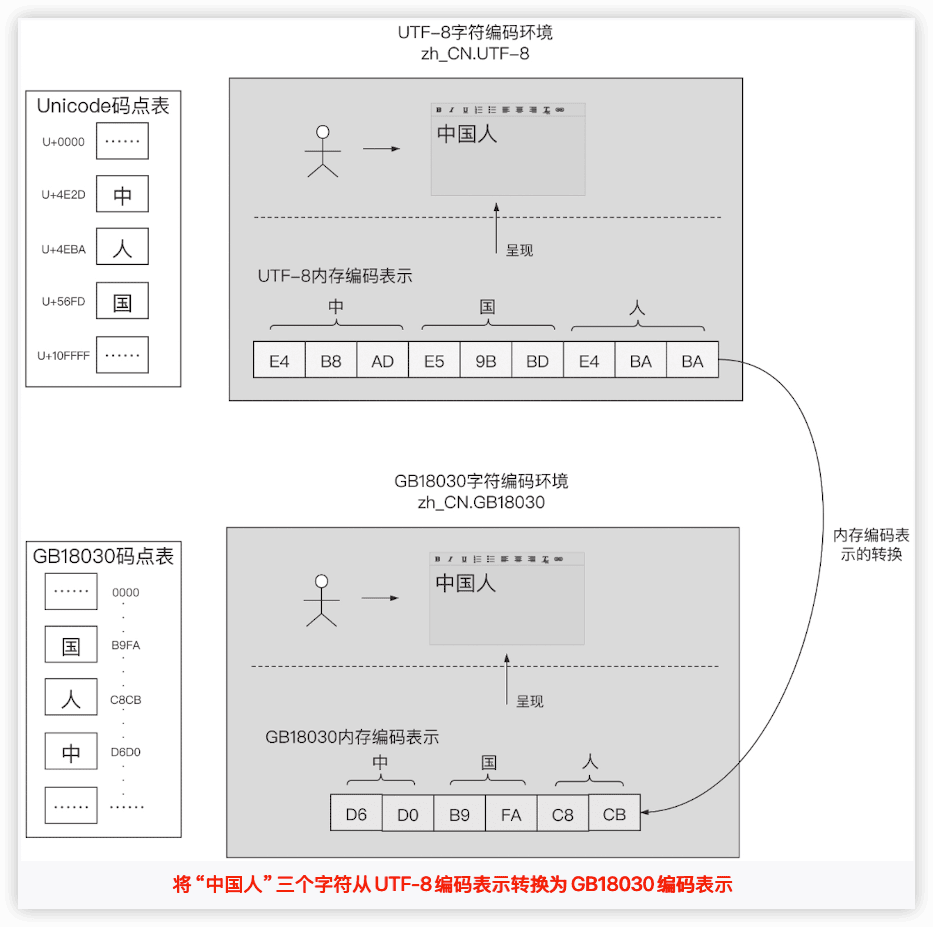 UTF-8字符编码环境
zh_CN.UTF-8
Unicode码点表
U+0000 ······
U+4E2D 中
U+4EBA 人
U+56FD 国
U+10FFFF ······
B I U
中国人
呈现
UTF-8内存编码表示
中 国 人
E4 B8 AD E5 9B BD E4 BA BA
内存编码表
示的转换
GB18030字符编码环境
zh_CN.GB18030
GB18030码点表
······ 0000
国 B9FA
人 C8CB
中 D6D0
······ ······
B I U
中国人
呈现
GB18030内存编码表示
中 国 人
D6 D0 B9 FA C8 CB
将“中国人”三个字符从UTF-8编码表示转换为GB18030编码表示